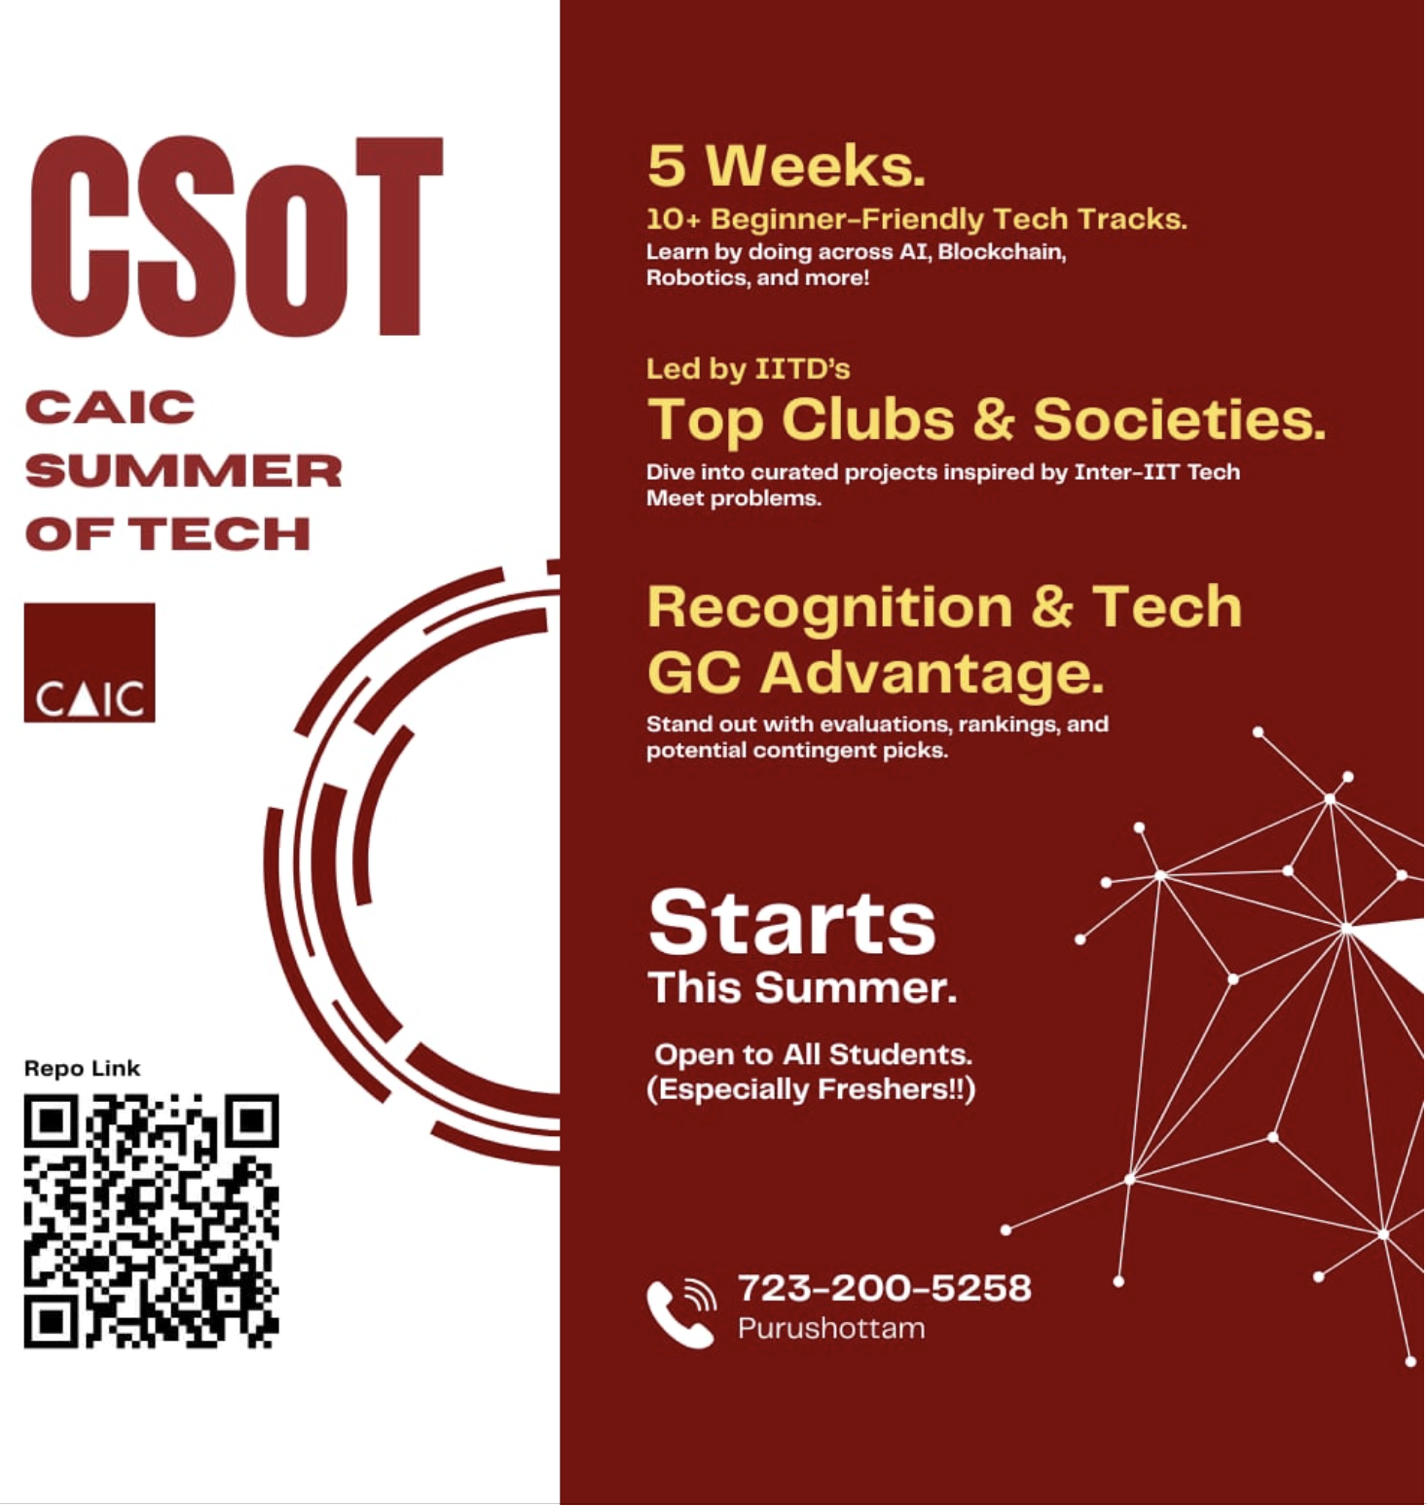 CSoT
CAIC
SUMMER
OF TECH
CAIC
Repo Link
5 Weeks.
10+ Beginner-Friendly Tech Tracks.
Learn by doing across AI, Blockchain,
Robotics, and more!
Led by IITD's
Top Clubs & Societies.
Dive into curated projects inspired by Inter-IIT Tech
Meet problems.
Recognition & Tech
GC Advantage.
Stand out with evaluations, rankings, and
potential contingent picks.
Starts
This Summer.
Open to All Students.
(Especially Freshers!!)
723-200-5258
Purushottam